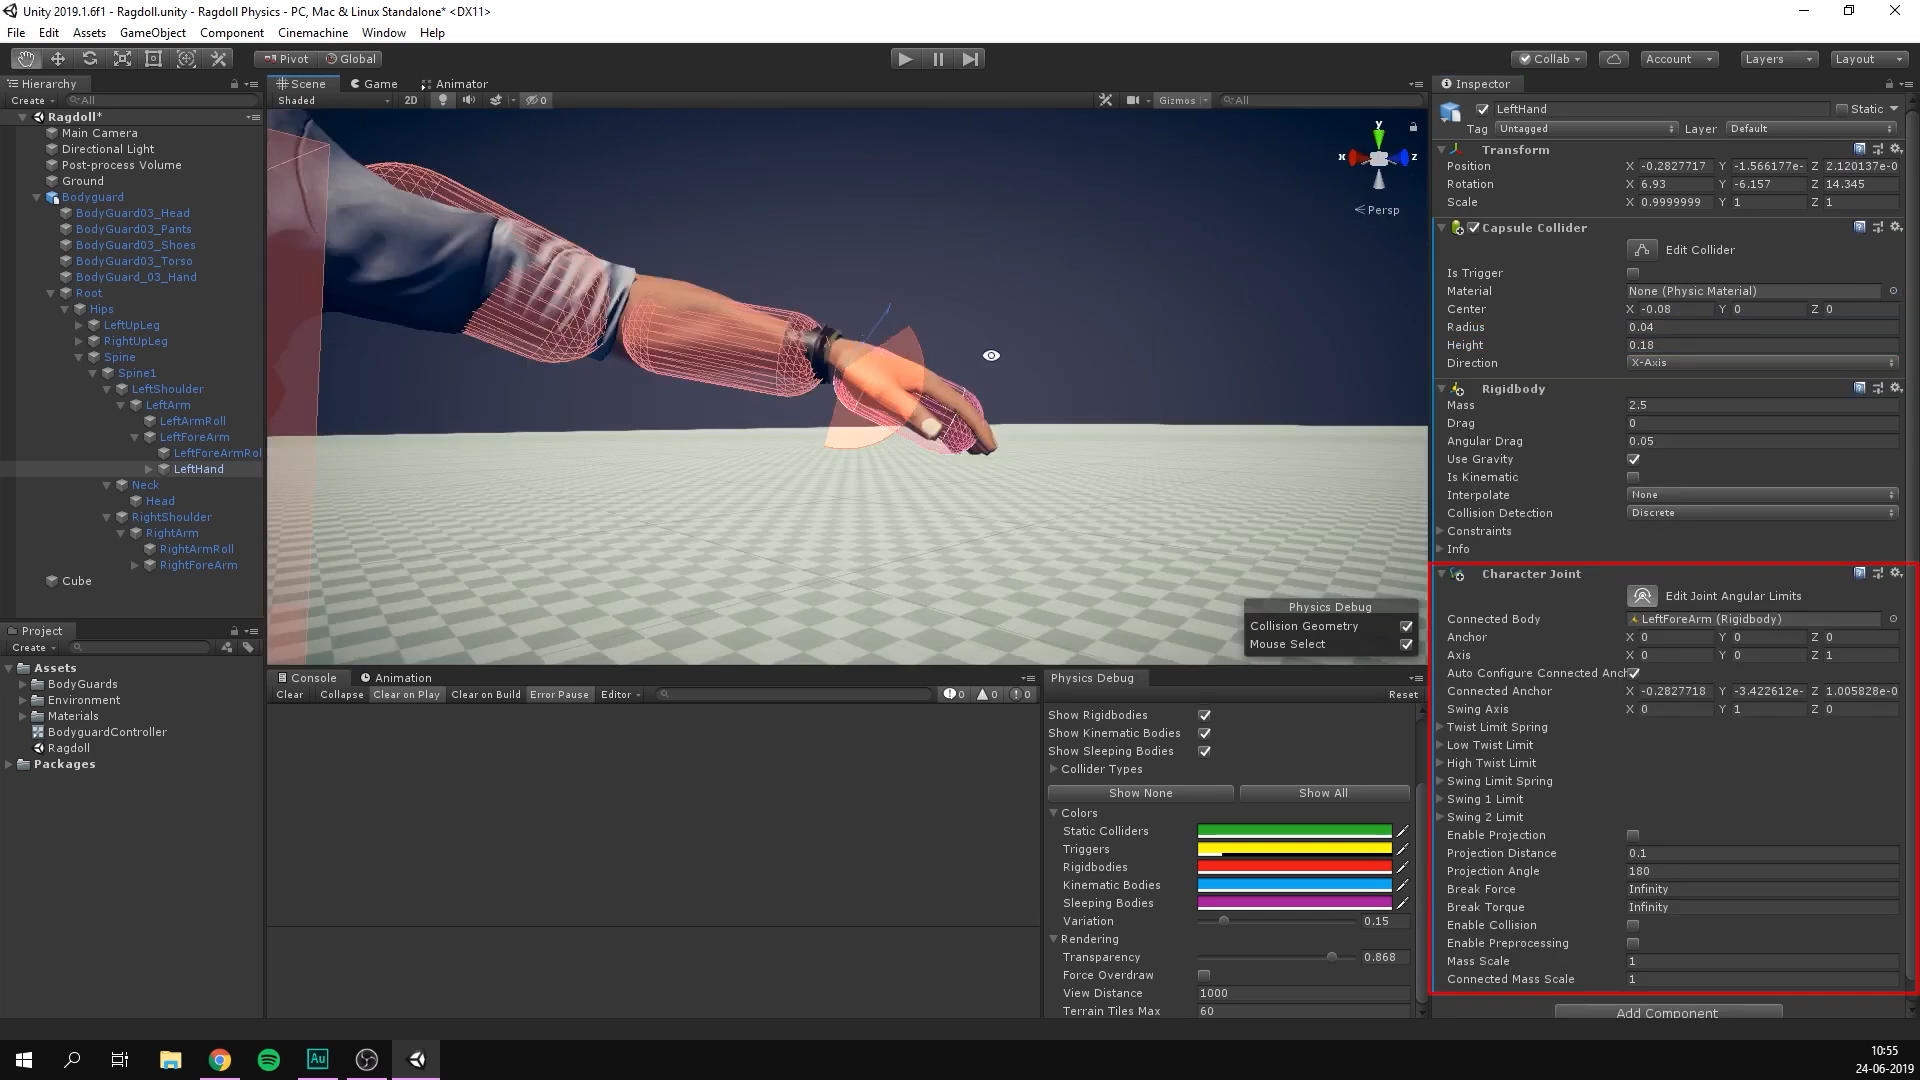 Unity 2019.1.6f1 - Ragdoll.unity - Ragdoll Physics - PC, Mac & Linux Standalone* <DX11>
File Edit Assets GameObject Component Cinemachine Window Help
Pivot Global
Collab Account Layers Layout
Hierarchy
Create All
Ragdoll*
Main Camera
Directional Light
Post-process Volume
Ground
Bodyguard
BodyGuard03_Head
BodyGuard03_Pants
BodyGuard03_Shoes
BodyGuard03_Torso
BodyGuard_03_Hand
Root
Hips
LeftUpLeg
RightUpLeg
Spine
Spine1
LeftShoulder
LeftArm
LeftArmRoll
LeftForeArm
LeftForeArmRol
LeftHand
Neck
Head
RightShoulder
RightArm
RightArmRoll
RightForeArm
Cube
Project
Create
Assets
BodyGuards
Environment
Materials
BodyguardController
Ragdoll
Packages
Scene Game Animator
Shaded 2D 0 Gizmos All
y
x z
Persp
Physics Debug
Collision Geometry
Mouse Select
Console Animation
Clear Collapse Clear on Play Clear on Build Error Pause Editor 0 0 0
Physics Debug
Reset
Show Rigidbodies
Show Kinematic Bodies
Show Sleeping Bodies
Collider Types
Show None Show All
Colors
Static Colliders
Triggers
Rigidbodies
Kinematic Bodies
Sleeping Bodies
Variation 0.15
Rendering
Transparency 0.868
Force Overdraw
View Distance 1000
Terrain Tiles Max 60
Inspector
LeftHand Static
Tag Untagged Layer Default
Transform
Position X -0.2827717 Y -1.566177e- Z 2.120137e-0
Rotation X 6.93 Y -6.157 Z 14.345
Scale X 0.9999999 Y 1 Z 1
Capsule Collider
Edit Collider
Is Trigger
Material None (Physic Material)
Center X -0.08 Y 0 Z 0
Radius 0.04
Height 0.18
Direction X-Axis
Rigidbody
Mass 2.5
Drag 0
Angular Drag 0.05
Use Gravity
Is Kinematic
Interpolate None
Collision Detection Discrete
Constraints
Info
Character Joint
Edit Joint Angular Limits
Connected Body LeftForeArm (Rigidbody)
Anchor X 0 Y 0 Z 0
Axis X 0 Y 0 Z 1
Auto Configure Connected Anch
Connected Anchor X -0.2827718 Y -3.422612e- Z 1.005828e-0
Swing Axis X 0 Y 1 Z 0
Twist Limit Spring
Low Twist Limit
High Twist Limit
Swing Limit Spring
Swing 1 Limit
Swing 2 Limit
Enable Projection
Projection Distance 0.1
Projection Angle 180
Break Force Infinity
Break Torque Infinity
Enable Collision
Enable Preprocessing
Mass Scale 1
Connected Mass Scale 1
Add Component
Au
10:55
24-06-2019